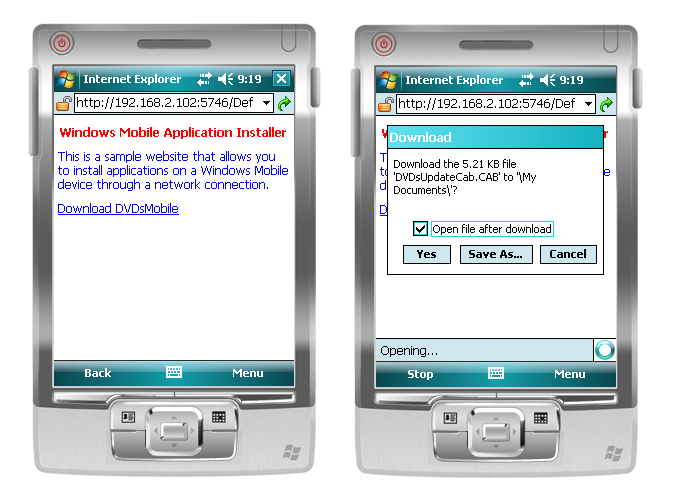 Internet Explorer 9:19
http://192.168.2.102:5746/Def
Windows Mobile Application Installer
This is a sample website that allows you
to install applications on a Windows Mobile
device through a network connection.
Download DVDsMobile
Back Menu
Internet Explorer 9:19
http://192.168.2.102:5746/Def
Download
Download the 5.21 KB file
'DVDsUpdateCab.CAB' to '\My
Documents\'?
Open file after download
Yes Save As... Cancel
Opening...
Stop Menu